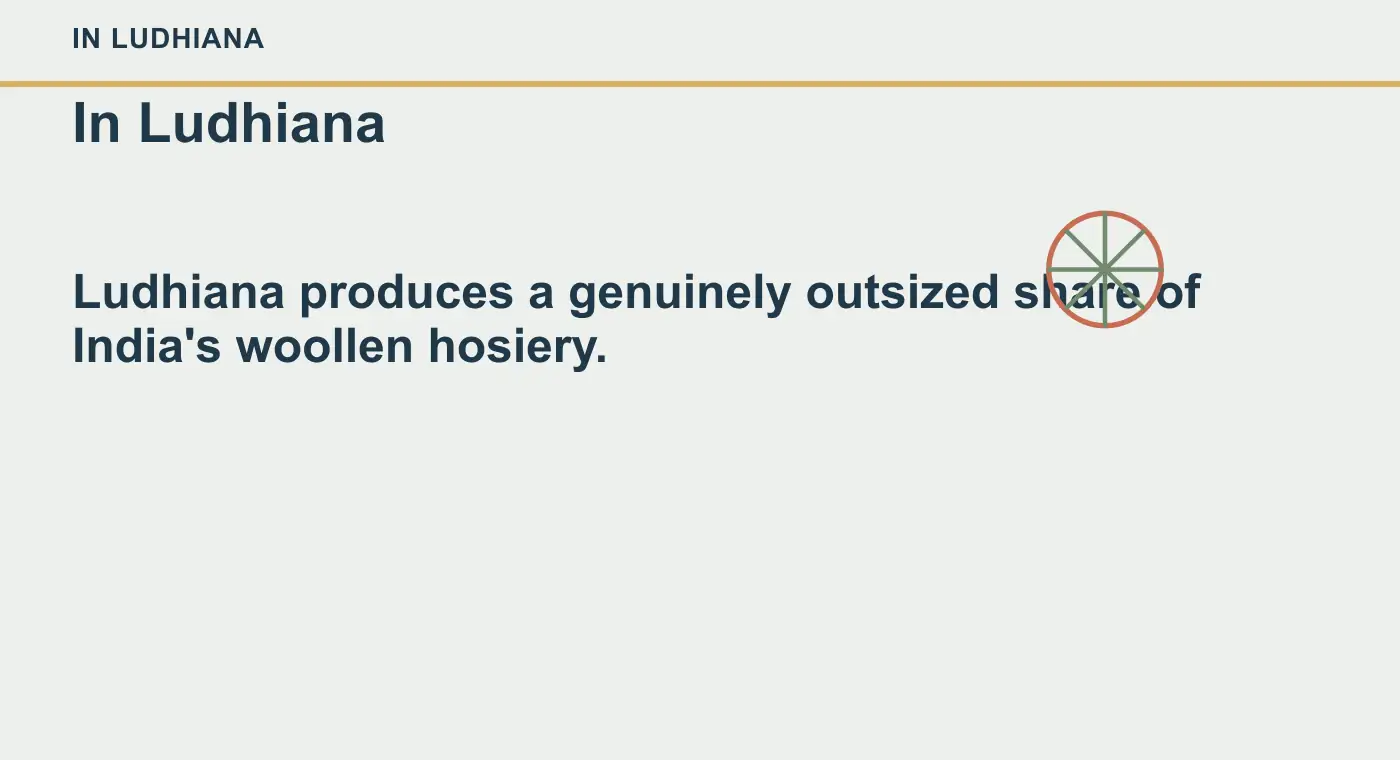 IN LUDHIANA
In Ludhiana
Ludhiana produces a genuinely outsized share of
India's woollen hosiery.